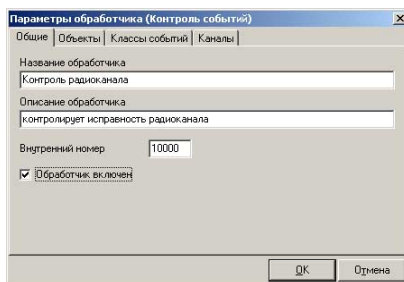 Параметры обработчика (Контроль событий)
Общие Объекты Классы событий Каналы
Название обработчика
Контроль радиоканала
Описание обработчика
контролирует исправность радиоканала
Внутренний номер 10000
Обработчик включен
OK Отмена